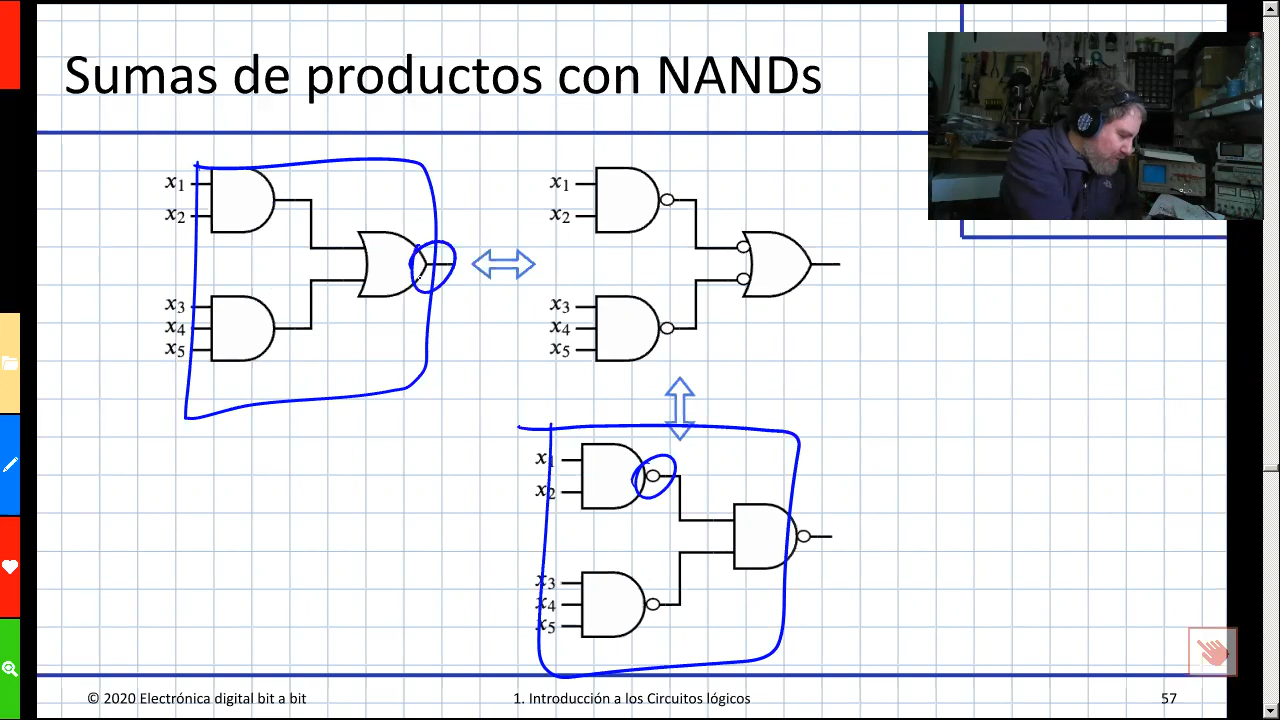 Sumas de productos con NANDs
x1
x2
x3
x4
x5
x1
x2
x3
x4
x5
x1
x2
x3
x4
x5
© 2020 Electrónica digital bit a bit
1. Introducción a los Circuitos lógicos
57